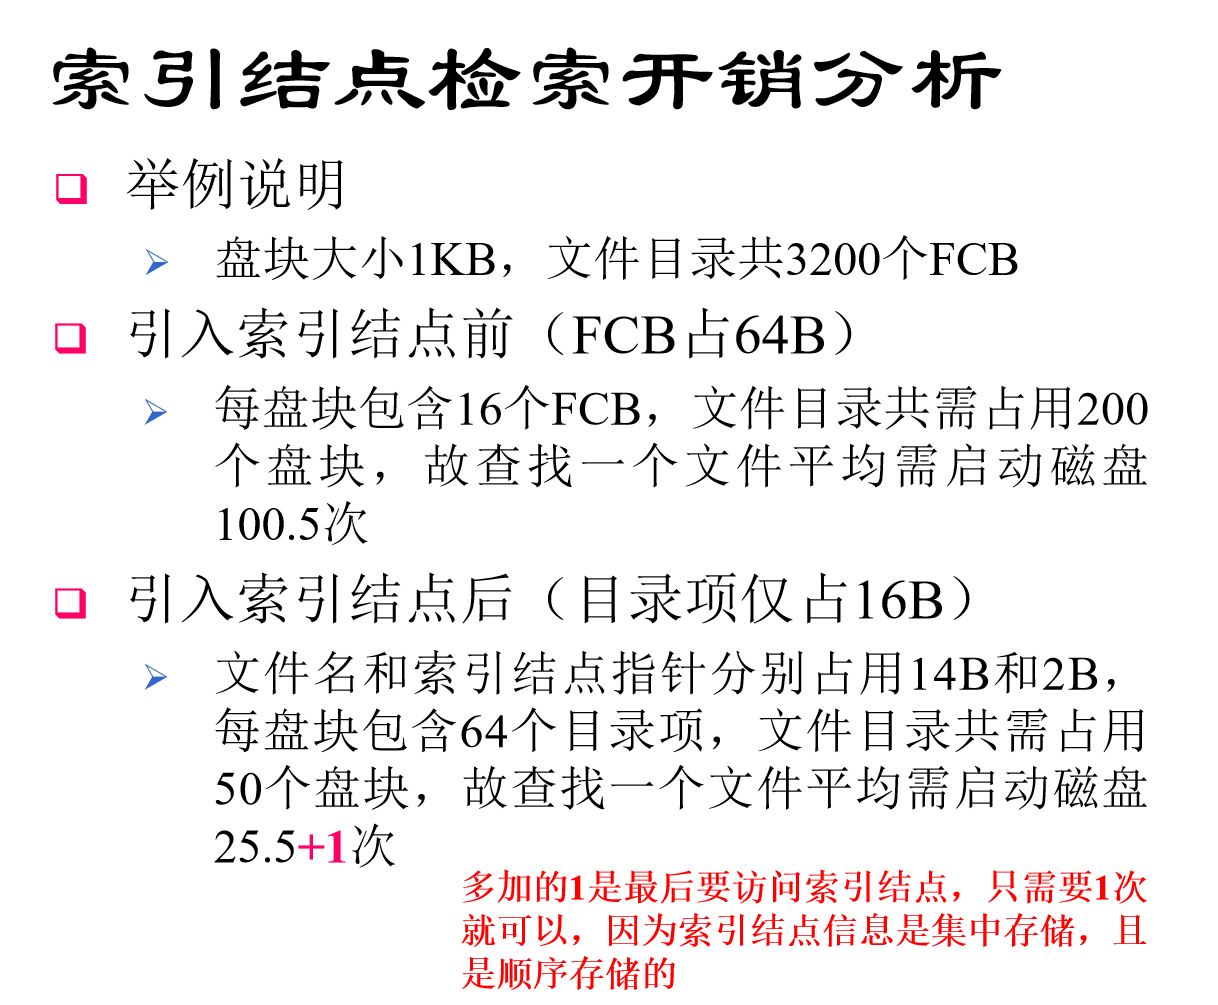 索引结点检索开销分析
举例说明
盘块大小1KB，文件目录共3200个FCB
引入索引结点前（FCB占64B）
每盘块包含16个FCB，文件目录共需占用200
个盘块，故查找一个文件平均需启动磁盘
100.5次
引入索引结点后（目录项仅占16B）
文件名和索引结点指针分别占用14B和2B，
每盘块包含64个目录项，文件目录共需占用
50个盘块，故查找一个文件平均需启动磁盘
25.5+1次
多加的1是最后要访问索引结点，只需要1次
就可以，因为索引结点信息是集中存储，且
是顺序存储的